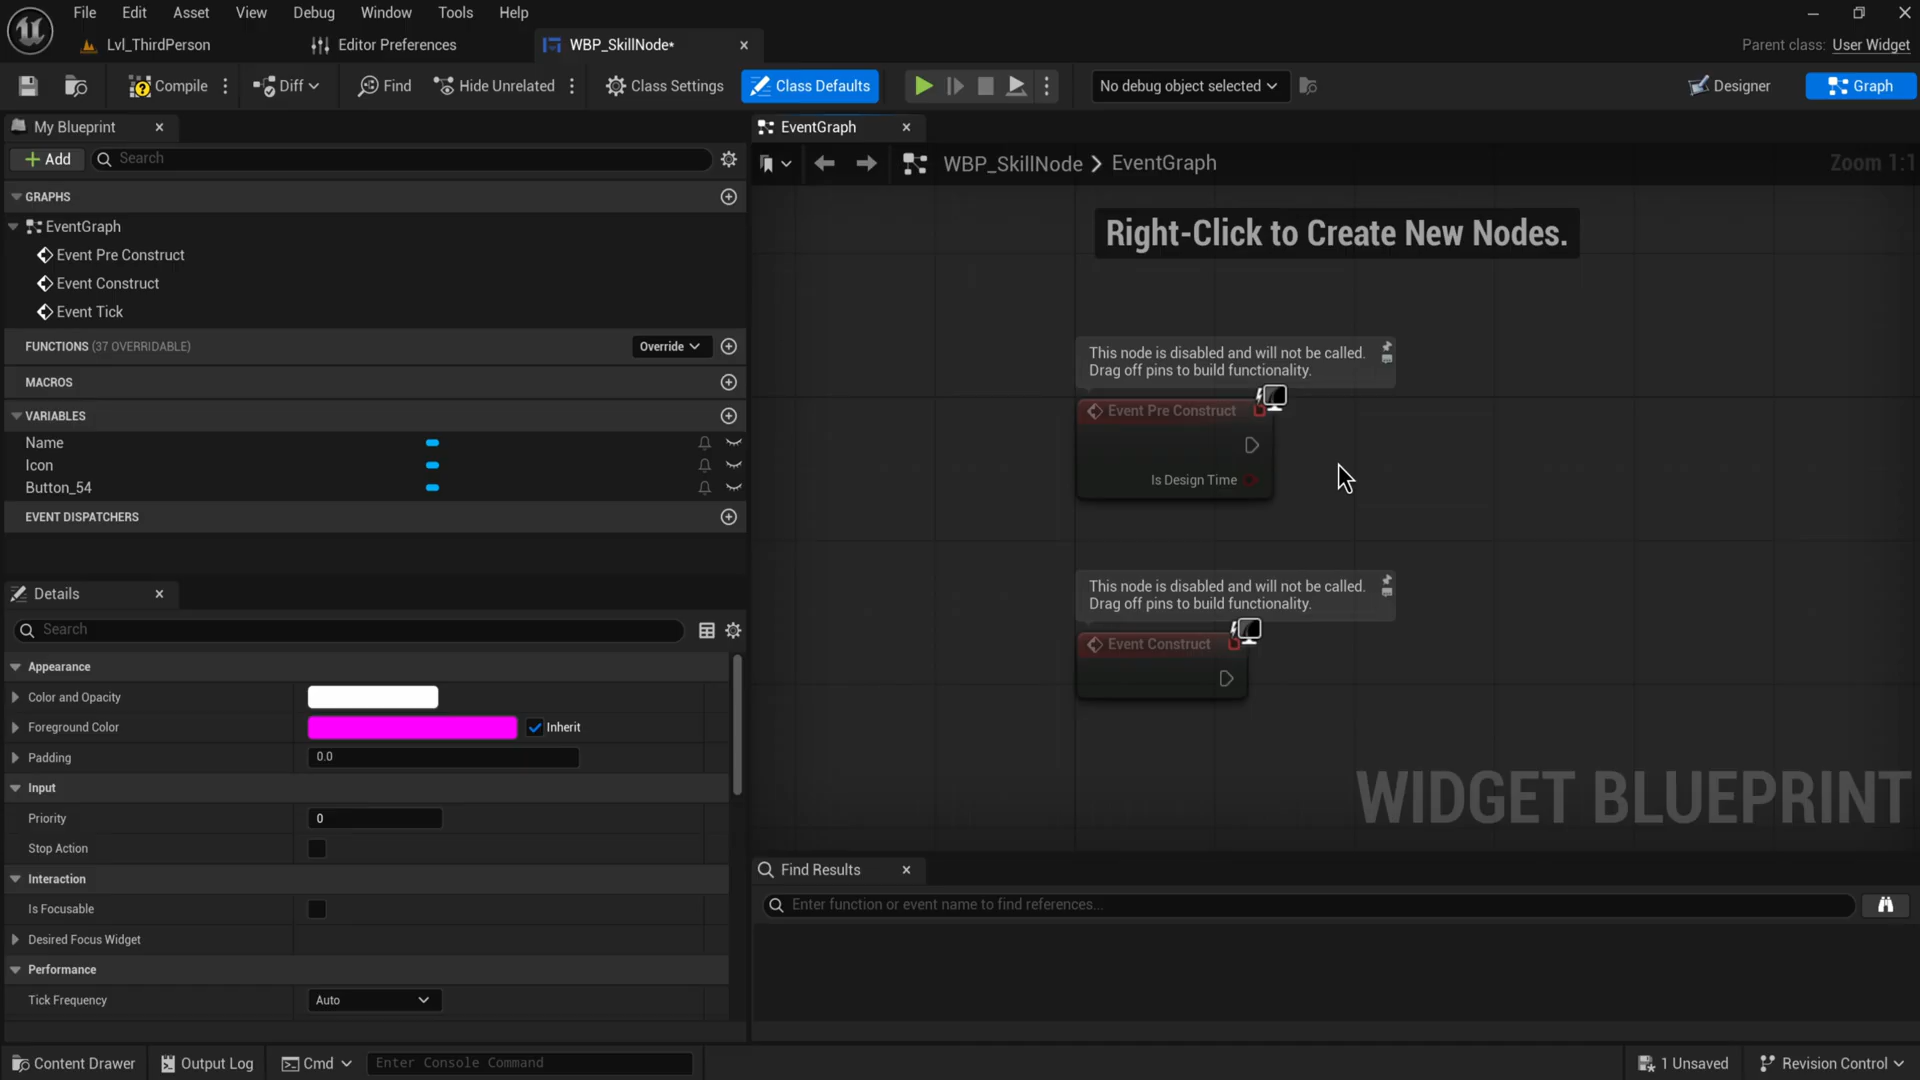 File Edit Asset View Debug Window Tools Help
Lvl_ThirdPerson Editor Preferences WBP_SkillNode* Parent class: User Widget
Compile Diff Find Hide Unrelated Class Settings Class Defaults No debug object selected Designer Graph
My Blueprint
Add Search
GRAPHS
EventGraph
Event Pre Construct
Event Construct
Event Tick
FUNCTIONS (37 OVERRIDABLE) Override
MACROS
VARIABLES
Name
Icon
Button_54
EVENT DISPATCHERS
Details
Search
Appearance
Color and Opacity
Foreground Color Inherit
Padding 0.0
Input
Priority 0
Stop Action
Interaction
Is Focusable
Desired Focus Widget
Performance
Tick Frequency Auto
EventGraph
WBP_SkillNode > EventGraph Zoom 1:1
Right-Click to Create New Nodes.
This node is disabled and will not be called.
Drag off pins to build functionality.
Event Pre Construct
Is Design Time
This node is disabled and will not be called.
Drag off pins to build functionality.
Event Construct
WIDGET BLUEPRINT
Find Results
Enter function or event name to find references...
Content Drawer Output Log Cmd Enter Console Command 1 Unsaved Revision Control